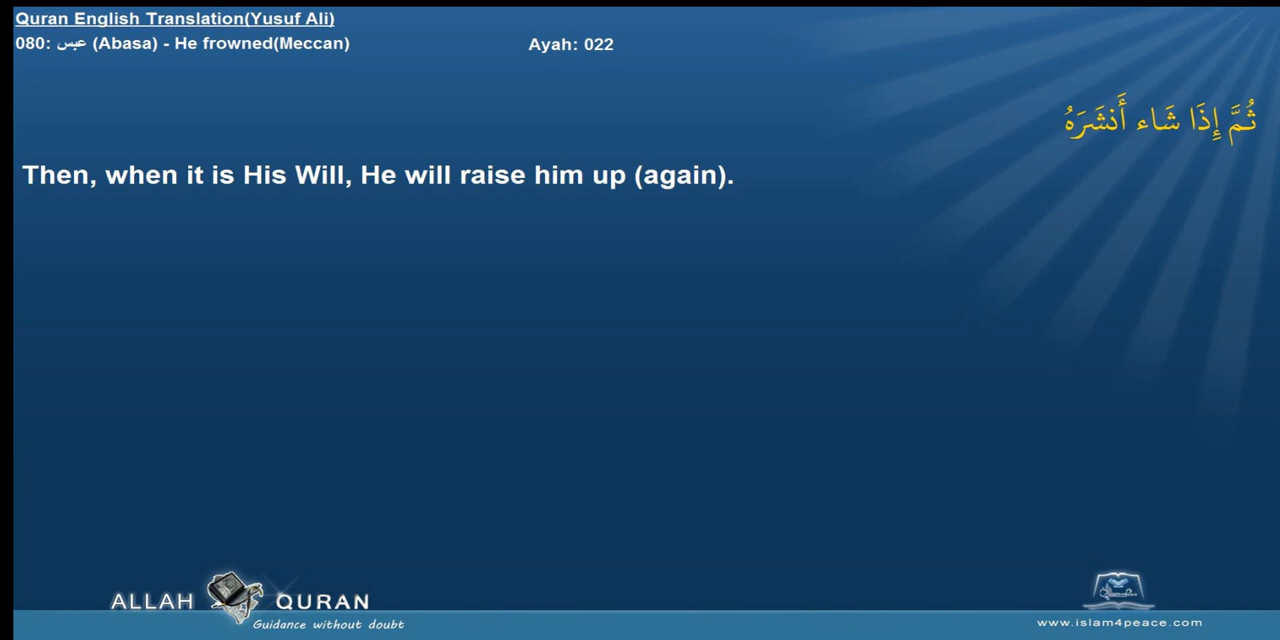 Quran English Translation(Yusuf Ali)
080: عبس (Abasa) - He frowned(Meccan) Ayah: 022
ثُمَّ إِذَا شَاء أَنشَرَهُ
Then, when it is His Will, He will raise him up (again).
ALLAH QURAN
Guidance without doubt
www.islam4peace.com